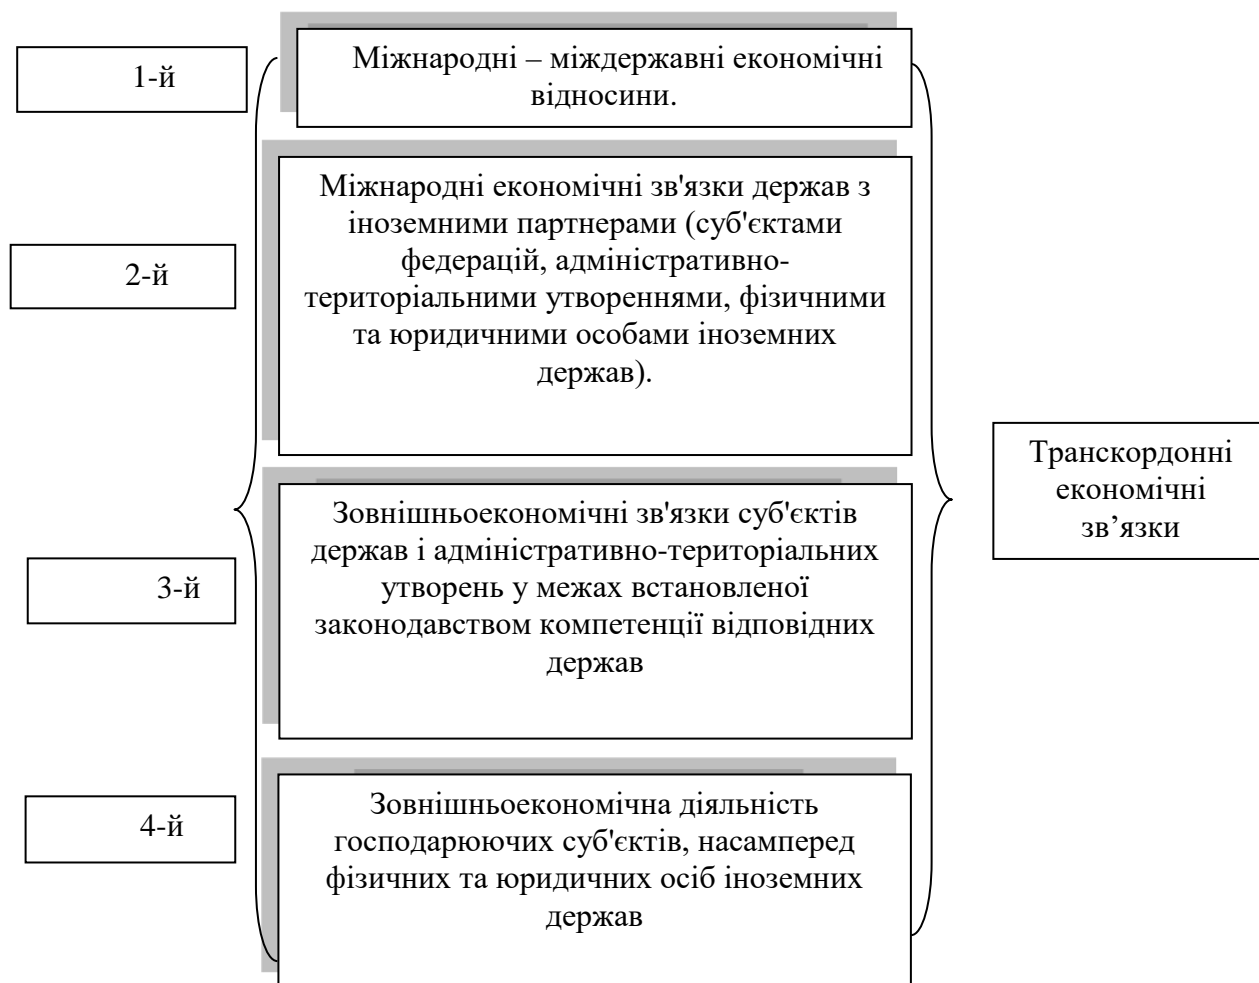 1-й
Міжнародні – міждержавні економічні
відносини.
2-й
Міжнародні економічні зв'язки держав з
іноземними партнерами (суб'єктами
федерацій, адміністративно-
територіальними утвореннями, фізичними
та юридичними особами іноземних
держав).
3-й
Зовнішньоекономічні зв'язки суб'єктів
держав і адміністративно-територіальних
утворень у межах встановленої
законодавством компетенції відповідних
держав
4-й
Зовнішньоекономічна діяльність
господарюючих суб'єктів, насамперед
фізичних та юридичних осіб іноземних
держав
Транскордонні
економічні
зв’язки